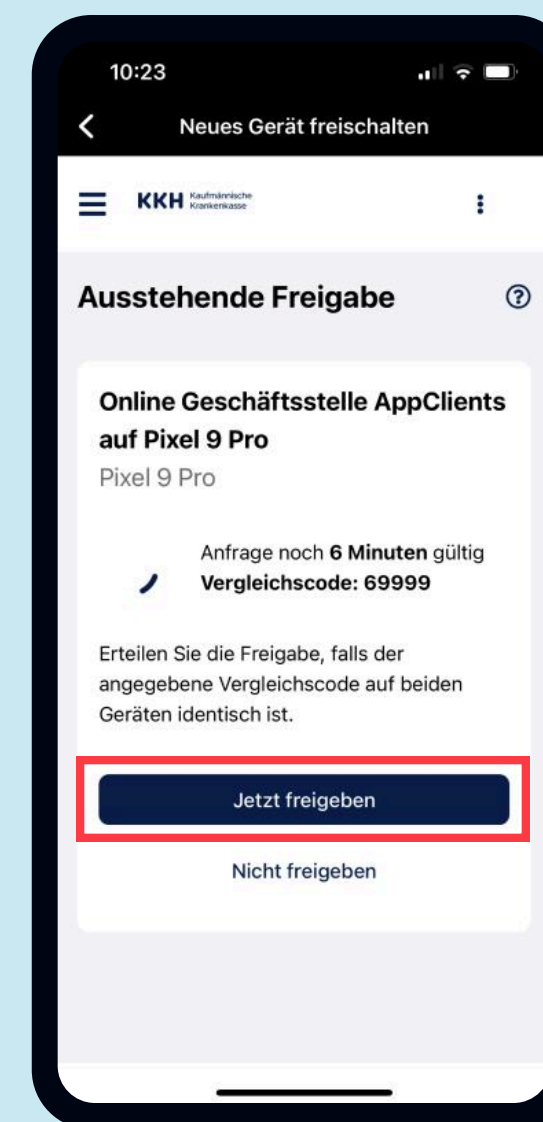 10:23
Neues Gerät freischalten
KKH Kaufmännische
Krankenkasse
Ausstehende Freigabe
Online Geschäftsstelle AppClients
auf Pixel 9 Pro
Pixel 9 Pro
Anfrage noch 6 Minuten gültig
Vergleichscode: 69999
Erteilen Sie die Freigabe, falls der
angegebene Vergleichscode auf beiden
Geräten identisch ist.
Jetzt freigeben
Nicht freigeben